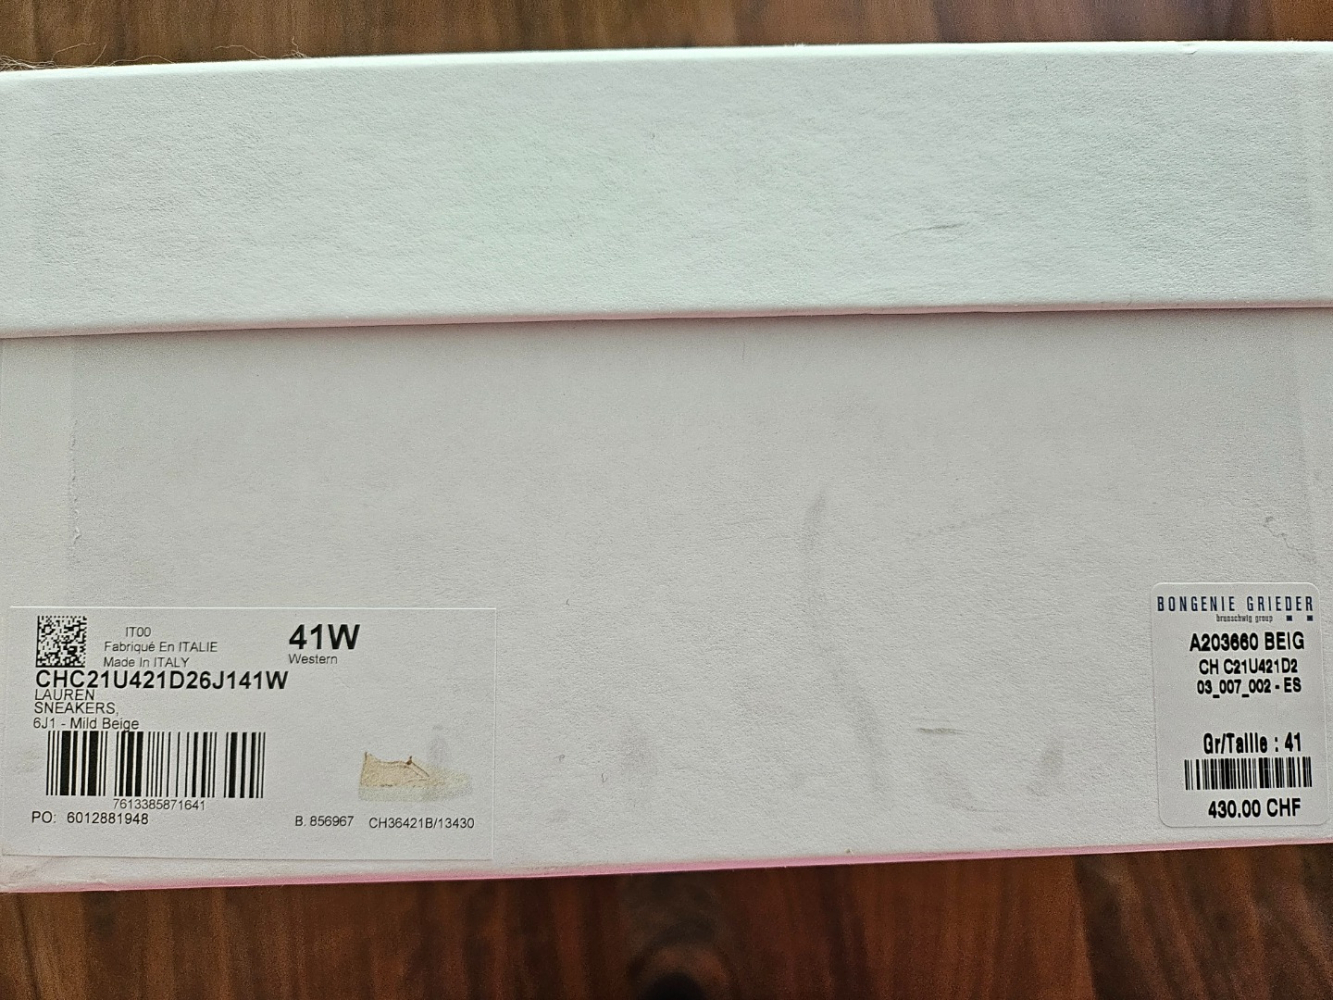 IT00
Fabriqué En ITALIE
Made In ITALY
41W
Western
CHC21U421D26J141W
LAUREN
SNEAKERS,
6J1 - Mild Beige
7613385871641
PO: 6012881948
B. 856967 CH36421B/13430
BONGENIE GRIEDER
brunschwig group
A203660 BEIG
CH C21U421D2
03_007_002 - ES
Gr/Taille : 41
430.00 CHF